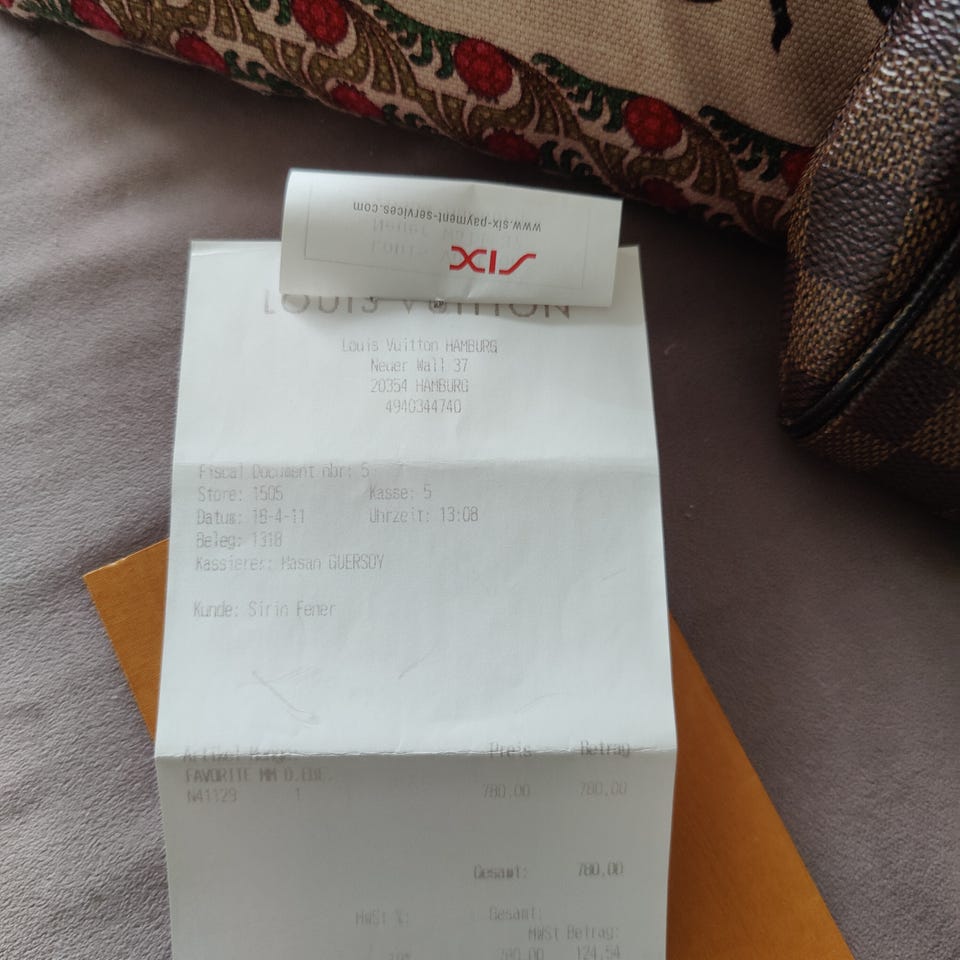 www.six-payment-services.com
SIX
LOUIS VUITTON
Louis Vuitton HAMBURG
Neuer Wall 37
20354 HAMBURG
4940344740
Fiscal Document nbr: 5
Store: 1505 Kasse: 5
Datum: 18-4-11 Uhrzeit: 13:08
Beleg: 1318
Kassierer: Hasan GUERSOY
Kunde: Sirin Fener
Artikel Menge Preis Betrag
FAVORITE MM D.EBE.
N41129 1 780,00 780,00
Gesamt: 780,00
MwSt %: Gesamt:
MwSt Betrag:
19% 780,00 124,54